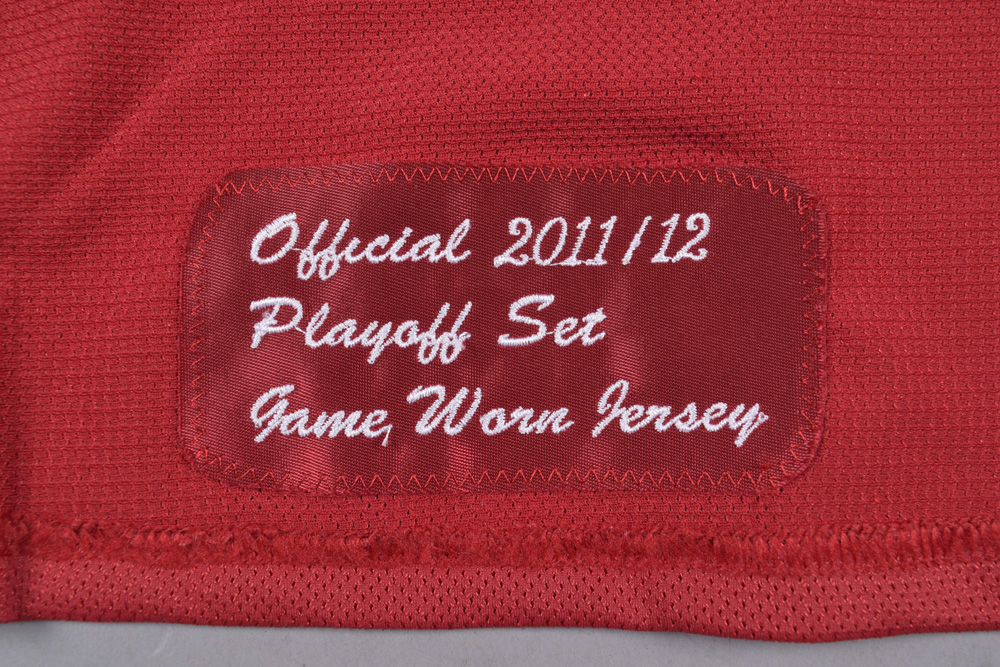 Official 2011/12
Playoff Set
Game, Worn Jersey